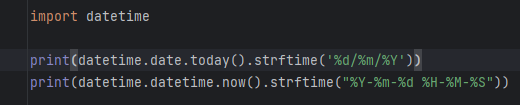 import datetime
print(datetime.date.today().strftime('%d/%m/%Y'))
print(datetime.datetime.now().strftime("%Y-%m-%d %H-%M-%S"))